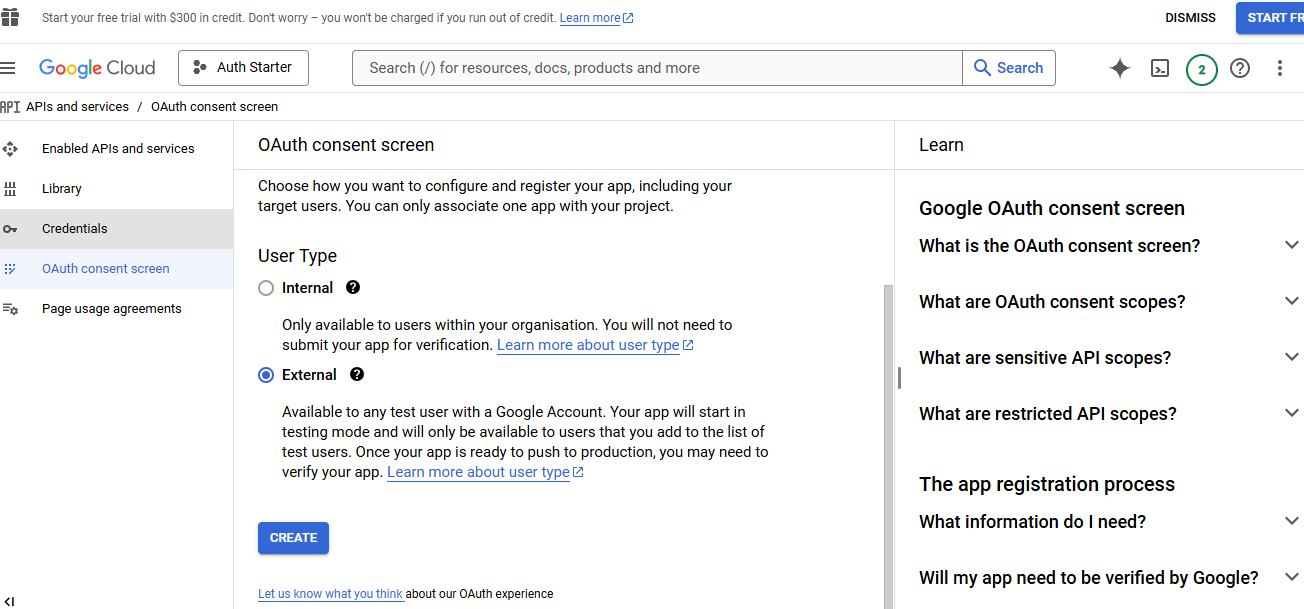 Start your free trial with $300 in credit. Don't worry – you won't be charged if you run out of credit. Learn more
DISMISS
START FR
Google Cloud
Auth Starter
Search (/) for resources, docs, products and more
Search
2
API APIs and services / OAuth consent screen
Enabled APIs and services
Library
Credentials
OAuth consent screen
Page usage agreements
OAuth consent screen
Choose how you want to configure and register your app, including your
target users. You can only associate one app with your project.
User Type
Internal
Only available to users within your organisation. You will not need to
submit your app for verification. Learn more about user type
External
Available to any test user with a Google Account. Your app will start in
testing mode and will only be available to users that you add to the list of
test users. Once your app is ready to push to production, you may need to
verify your app. Learn more about user type
CREATE
Let us know what you think about our OAuth experience
Learn
Google OAuth consent screen
What is the OAuth consent screen?
What are OAuth consent scopes?
What are sensitive API scopes?
What are restricted API scopes?
The app registration process
What information do I need?
Will my app need to be verified by Google?